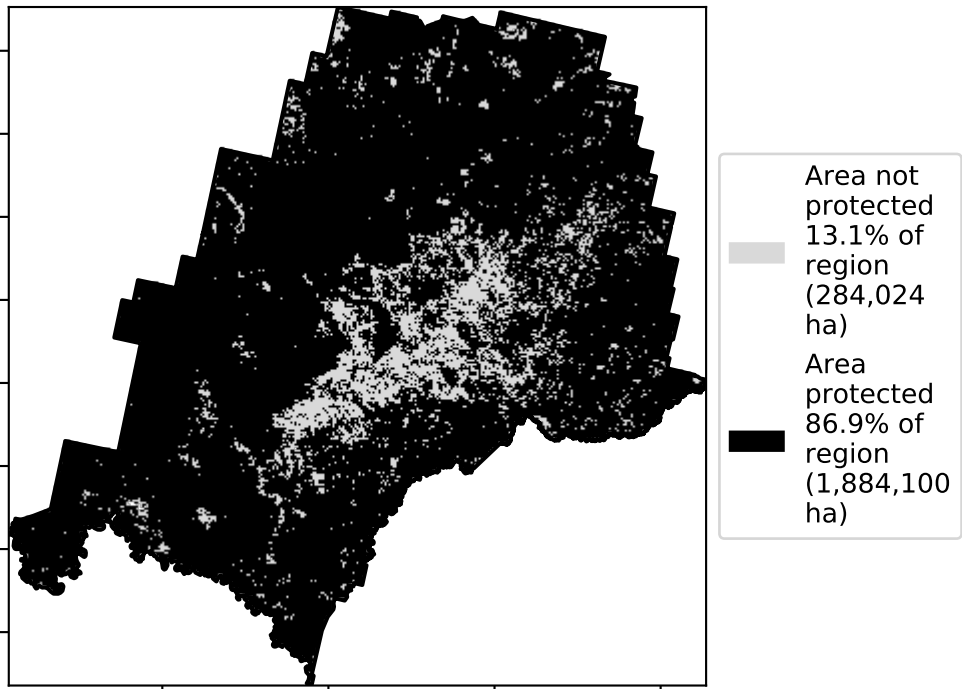 Area not
protected
13.1% of
region
(284,024
ha)
Area
protected
86.9% of
region
(1,884,100
ha)